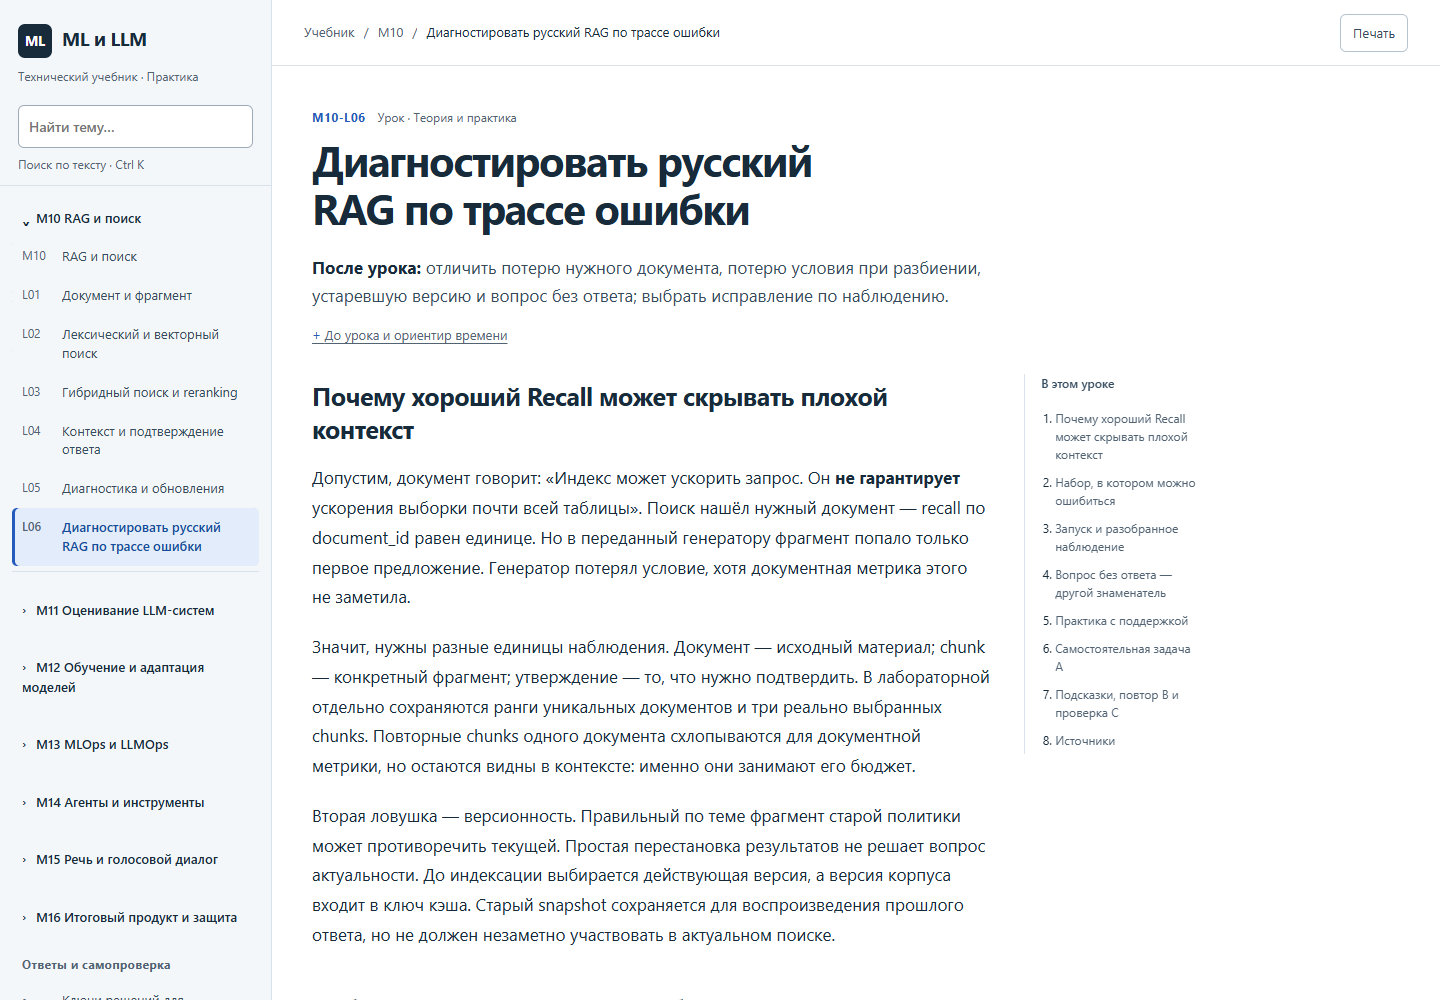 ML
ML и LLM
Технический учебник · Практика
Найти тему...
Поиск по тексту · Ctrl K
M10 RAG и поиск
M10 RAG и поиск
L01 Документ и фрагмент
L02 Лексический и векторный
поиск
L03 Гибридный поиск и reranking
L04 Контекст и подтверждение
ответа
L05 Диагностика и обновления
L06 Диагностировать русский
RAG по трассе ошибки
› M11 Оценивание LLM-систем
› M12 Обучение и адаптация
моделей
› M13 MLOps и LLMOps
› M14 Агенты и инструменты
› M15 Речь и голосовой диалог
› M16 Итоговый продукт и защита
Ответы и самопроверка
Учебник / M10 / Диагностировать русский RAG по трассе ошибки
Печать
M10-L06 Урок · Теория и практика
Диагностировать русский
RAG по трассе ошибки
После урока: отличить потерю нужного документа, потерю условия при разбиении,
устаревшую версию и вопрос без ответа; выбрать исправление по наблюдению.
+ До урока и ориентир времени
Почему хороший Recall может скрывать плохой
контекст
Допустим, документ говорит: «Индекс может ускорить запрос. Он не гарантирует
ускорения выборки почти всей таблицы». Поиск нашёл нужный документ — recall по
document_id равен единице. Но в переданный генератору фрагмент попало только
первое предложение. Генератор потерял условие, хотя документная метрика этого
не заметила.
Значит, нужны разные единицы наблюдения. Документ — исходный материал; chunk
— конкретный фрагмент; утверждение — то, что нужно подтвердить. В лабораторной
отдельно сохраняются ранги уникальных документов и три реально выбранных
chunks. Повторные chunks одного документа схлопываются для документной
метрики, но остаются видны в контексте: именно они занимают его бюджет.
Вторая ловушка — версионность. Правильный по теме фрагмент старой политики
может противоречить текущей. Простая перестановка результатов не решает вопрос
актуальности. До индексации выбирается действующая версия, а версия корпуса
входит в ключ кэша. Старый snapshot сохраняется для воспроизведения прошлого
ответа, но не должен незаметно участвовать в актуальном поиске.
В этом уроке
1. Почему хороший Recall
может скрывать плохой
контекст
2. Набор, в котором можно
ошибиться
3. Запуск и разобранное
наблюдение
4. Вопрос без ответа —
другой знаменатель
5. Практика с поддержкой
6. Самостоятельная задача
A
7. Подсказки, повтор B и
проверка C
8. Источники